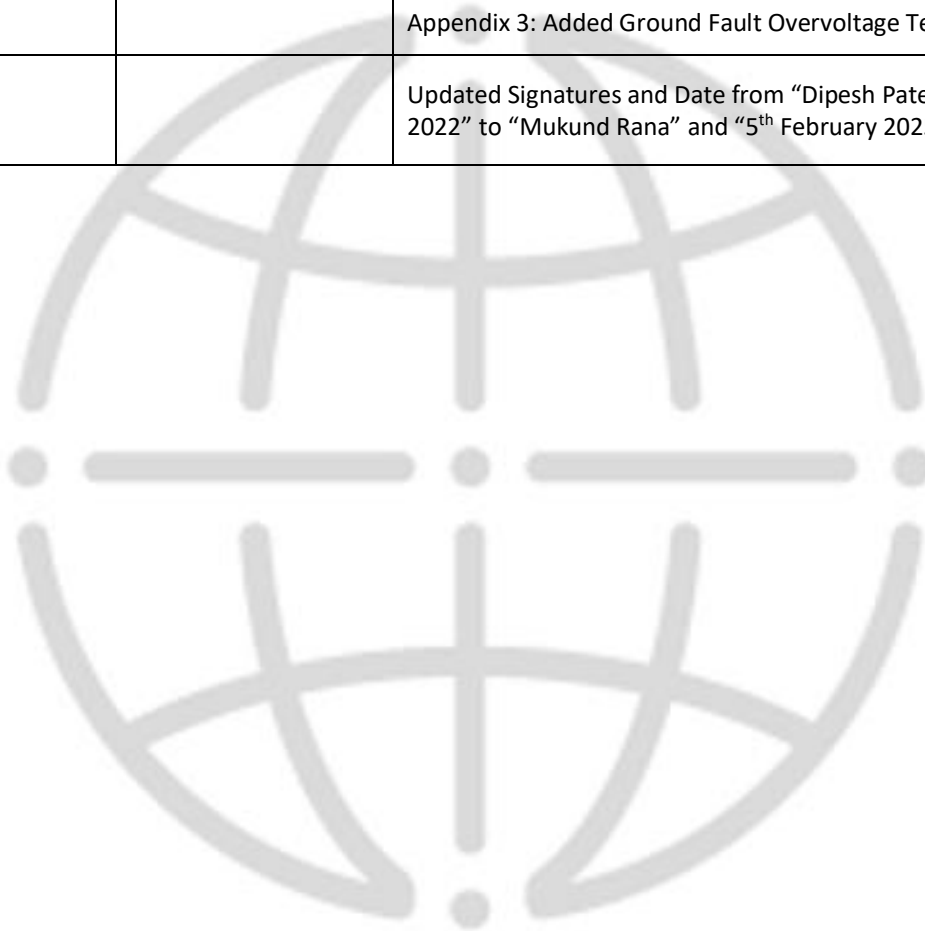 Appendix 3: Added Ground Fault Overvoltage
Updated Signatures and Date from “Dipesh
2022” to “Mukund Rana” and “5th February